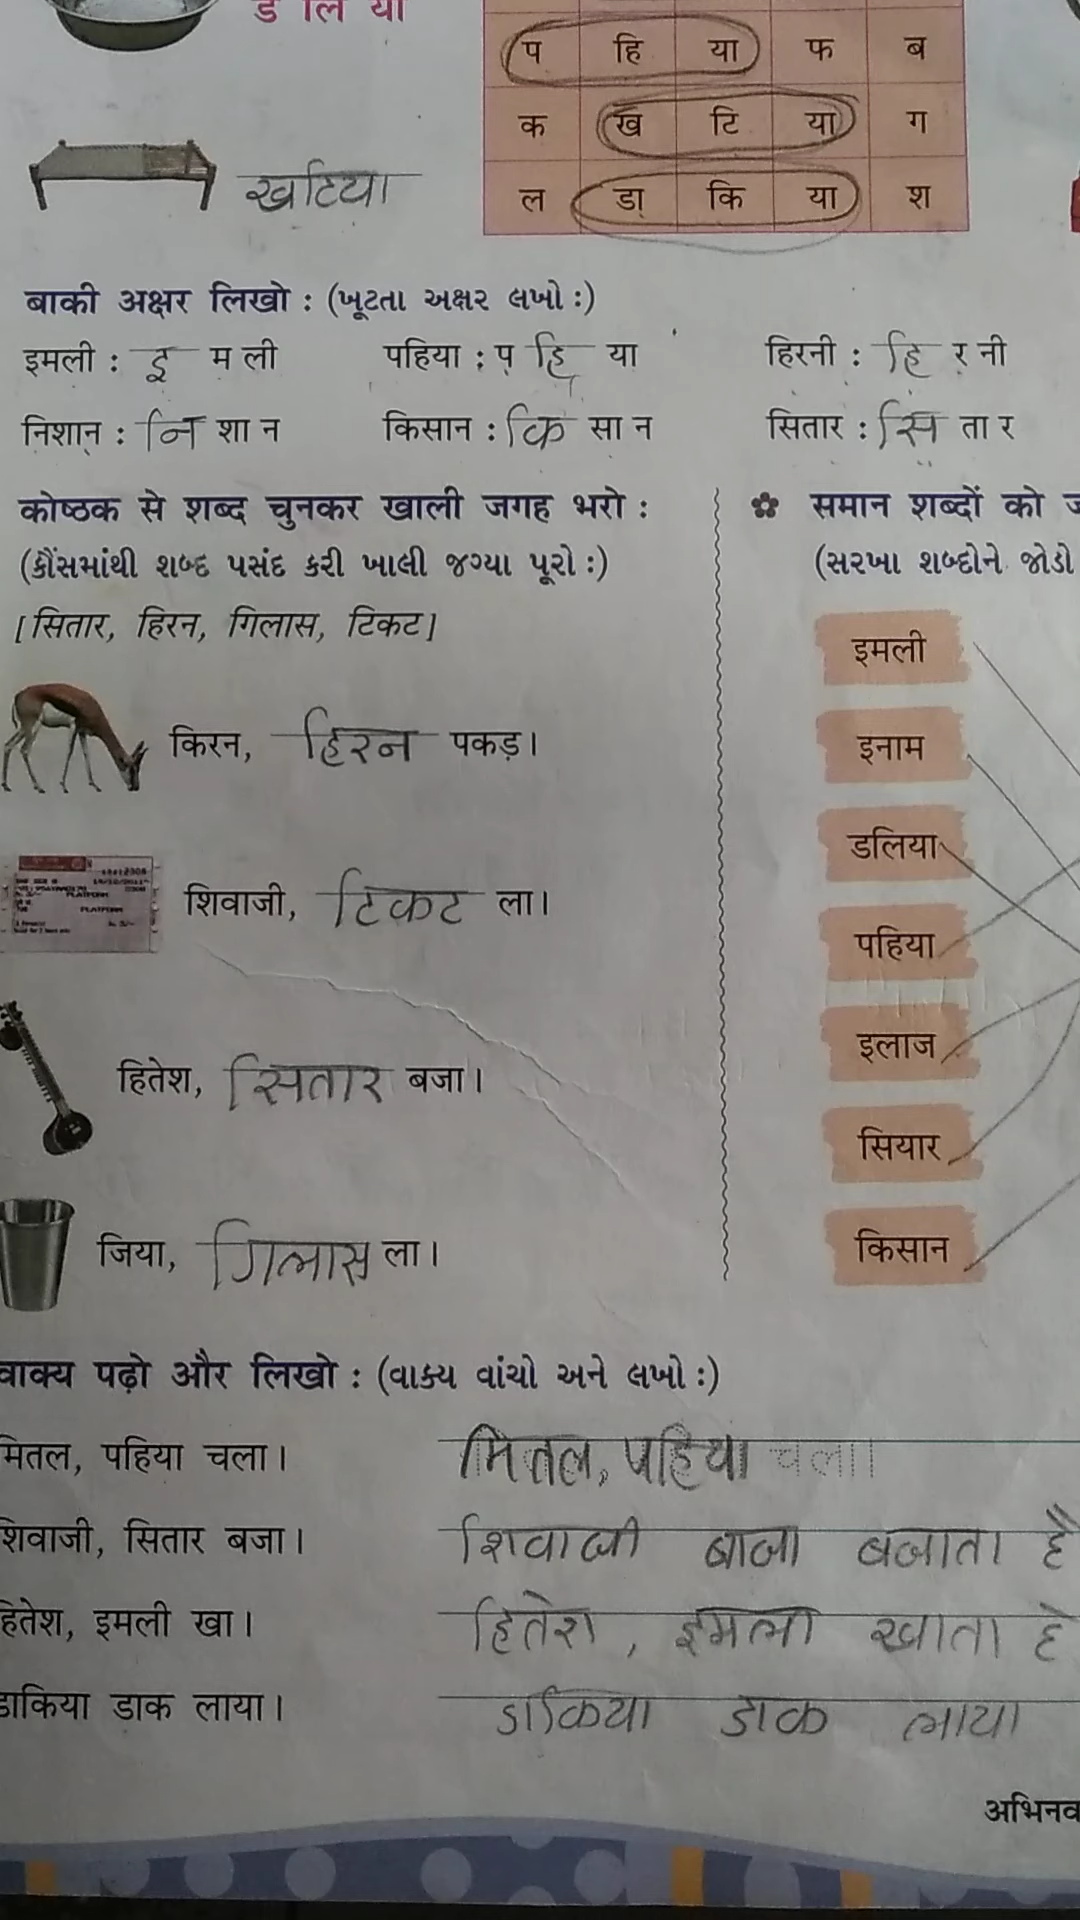 ड लि या
प हि या फ ब
क ख टि या ग
खटिया
ल डा कि या श
बाकी अक्षर लिखो : (ખૂટતા અક્ષર લખો :)
इमली : इ म ली पहिया : प हि या हिरनी : हि र नी
निशान : नि शा न किसान : कि सा न सितार : सि ता र
कोष्ठक से शब्द चुनकर खाली जगह भरो :
(કૌંસમાંથી શબ્દ પસંદ કરી ખાલી જગ્યા પૂરો :)
[सितार, हिरन, गिलास, टिकट]
किरन, हिरन पकड़।
PLATFORM
PLATFORM
शिवाजी, टिकट ला।
हितेश, सितार बजा।
जिया, गिलास ला।
समान शब्दों को
(સરખા શબ્દોને જોડો
इमली
इनाम
डलिया
पहिया
इलाज
सियार
किसान
वाक्य पढ़ो और लिखो : (વાક્ય વાંચો અને લખો :)
मितल, पहिया चला। मितल, पहिया चला।
शिवाजी, सितार बजा। शिवाजी बाजा बजाता है
हितेश, इमली खा। हितेश, इमली खाता हे
डाकिया डाक लाया। डाकिया डाक लाया
अभिनव